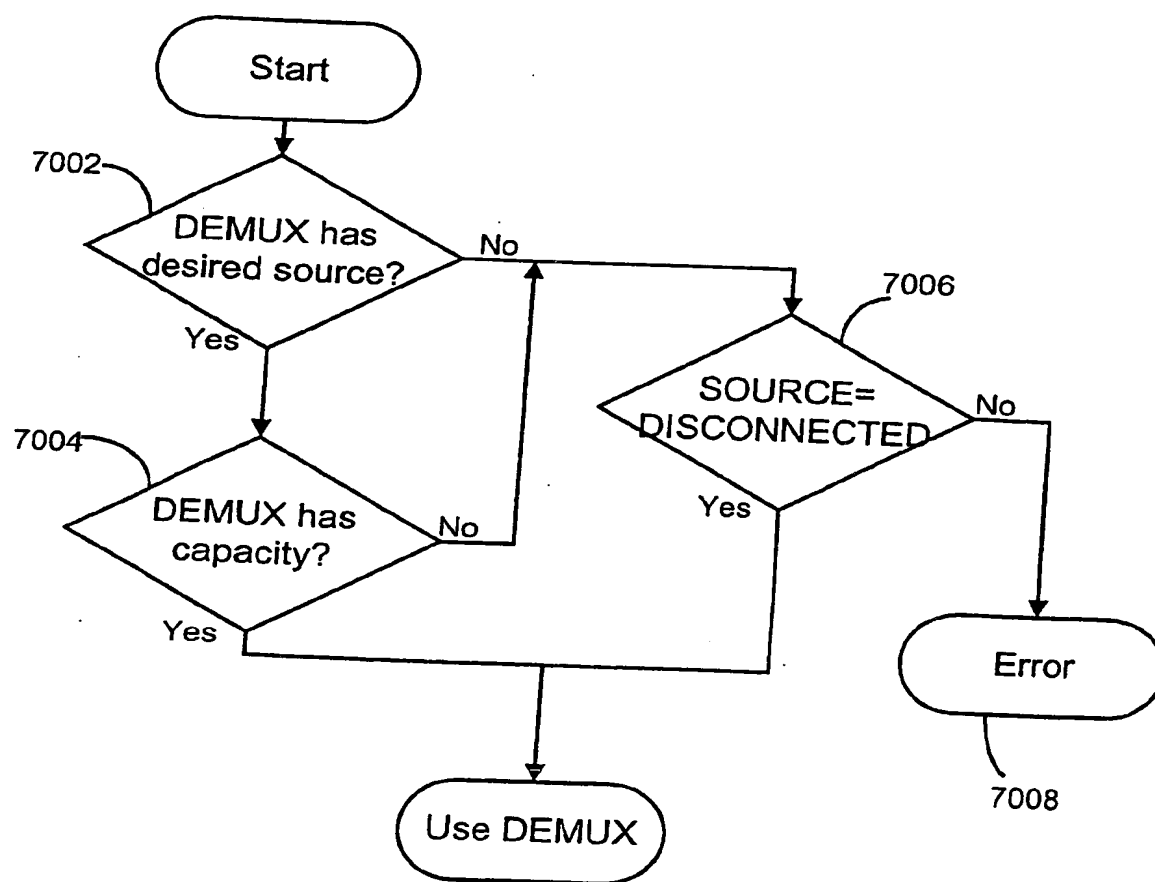 Start
7002
DEMUX has
desired source?
No
Yes
7006
SOURCE=
DISCONNECTED
No
Yes
7004
DEMUX has
capacity?
No
Yes
Error
7008
Use DEMUX